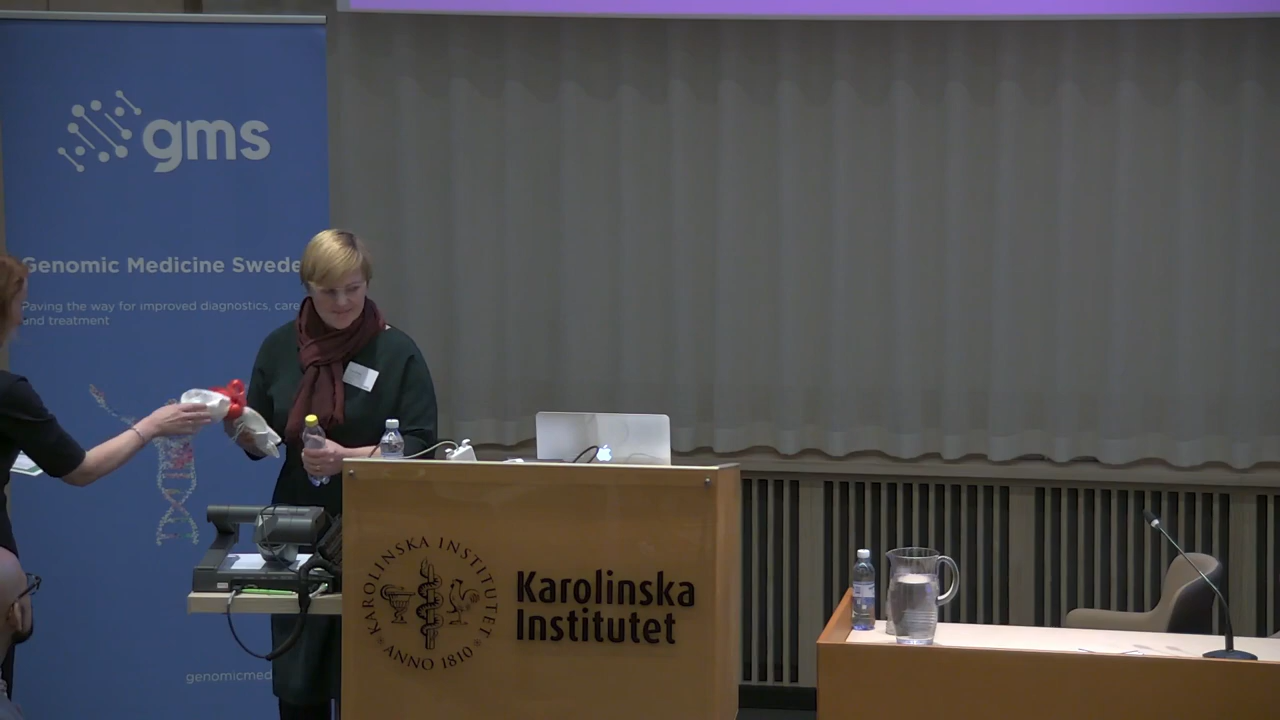 gms
Genomic Medicine Swede
Paving the way for improved diagnostics, care
and treatment
genomicmed
KAROLINSKA INSTITUTET
ANNO 1810
Karolinska
Institutet